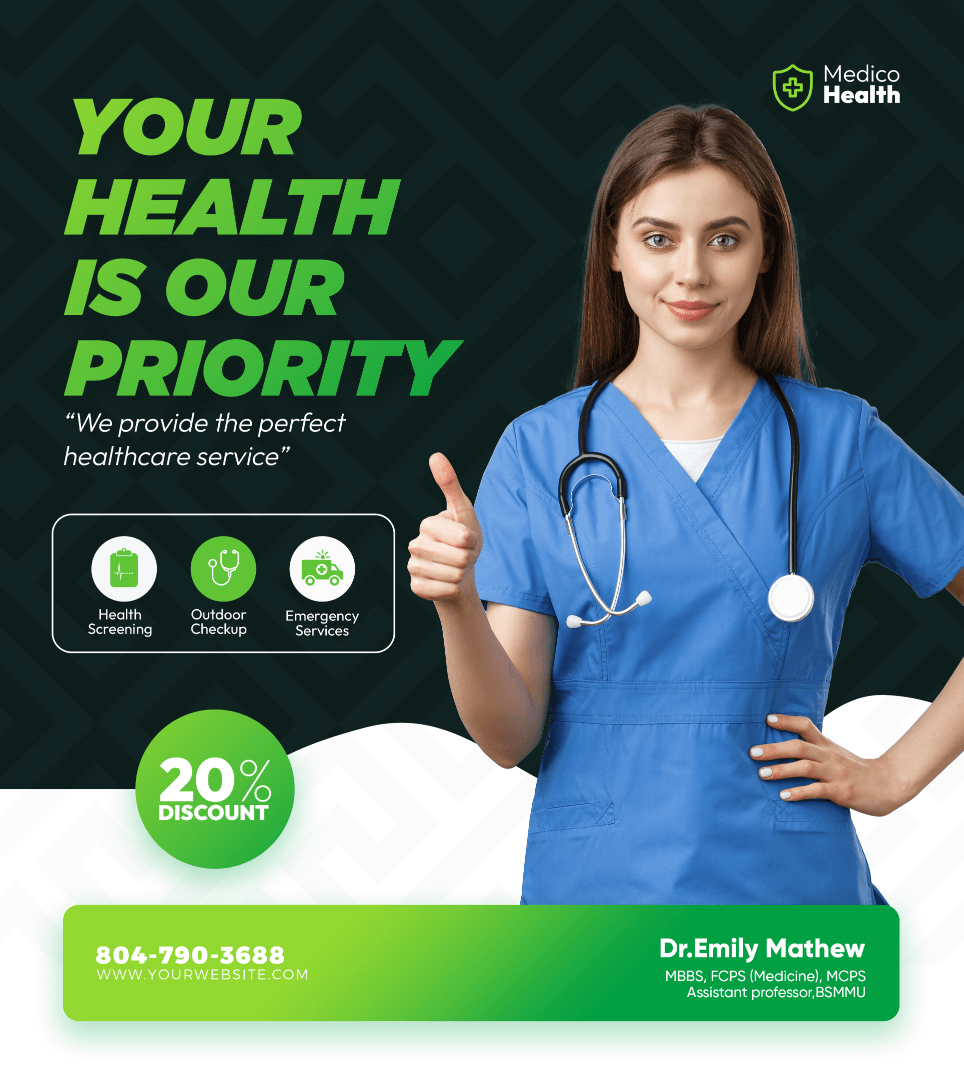 Medico
Health
YOUR
HEALTH
IS OUR
PRIORITY
“We provide the perfect
healthcare service”
Health
Screening
Outdoor
Checkup
Emergency
Services
20%
DISCOUNT
804-790-3688
WWW.YOURWEBSITE.COM
Dr.Emily Mathew
MBBS, FCPS (Medicine), MCPS
Assistant professor,BSMMU